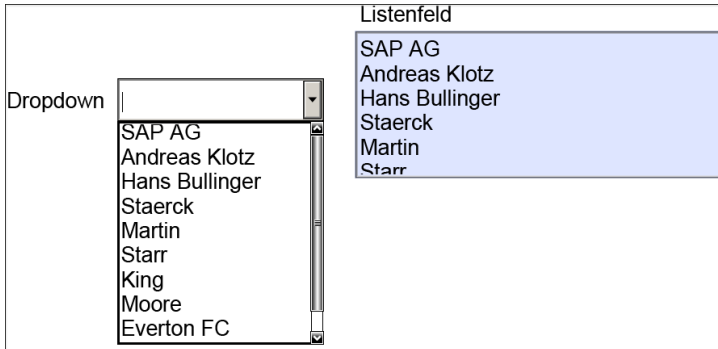 Listenfeld
SAP AG
Andreas Klotz
Hans Bullinger
Staerck
Martin
Starr
Dropdown
SAP AG
Andreas Klotz
Hans Bullinger
Staerck
Martin
Starr
King
Moore
Everton FC